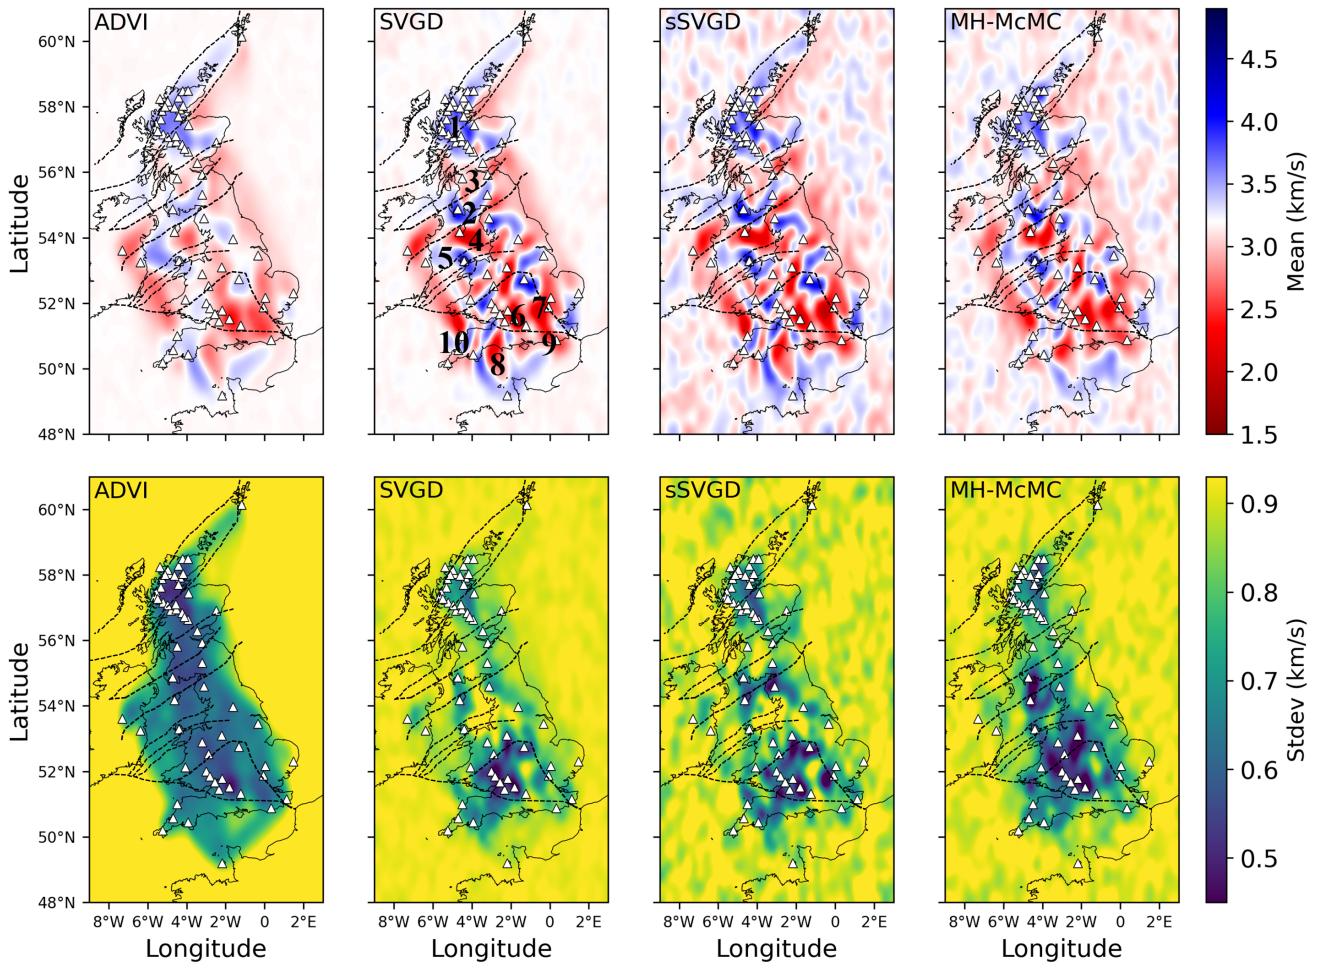 ADVI
SVGD
sSVGD
MH-McMC
60°N
58°N
56°N
54°N
52°N
50°N
48°N
Latitude
1
3
2
4
5
7
6
10
9
8
4.5
4.0
3.5
3.0
2.5
2.0
1.5
Mean (km/s)
ADVI
SVGD
sSVGD
MH-McMC
60°N
58°N
56°N
54°N
52°N
50°N
48°N
Latitude
0.9
0.8
0.7
0.6
0.5
Stdev (km/s)
8°W 6°W 4°W 2°W 0 2°E
8°W 6°W 4°W 2°W 0 2°E
8°W 6°W 4°W 2°W 0 2°E
8°W 6°W 4°W 2°W 0 2°E
Longitude
Longitude
Longitude
Longitude